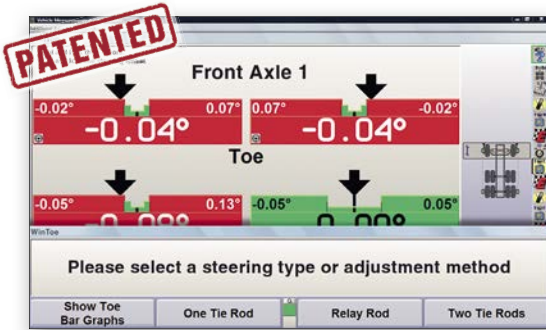 PATENTED
Front Axle 1
-0.02° 0.07° 0.07° -0.02°
-0.04° -0.04°
Toe
-0.05° 0.13° -0.05° 0.05°
WinToe
Please select a steering type or adjustment method
Show Toe Bar Graphs
One Tie Rod
Relay Rod
Two Tie Rods